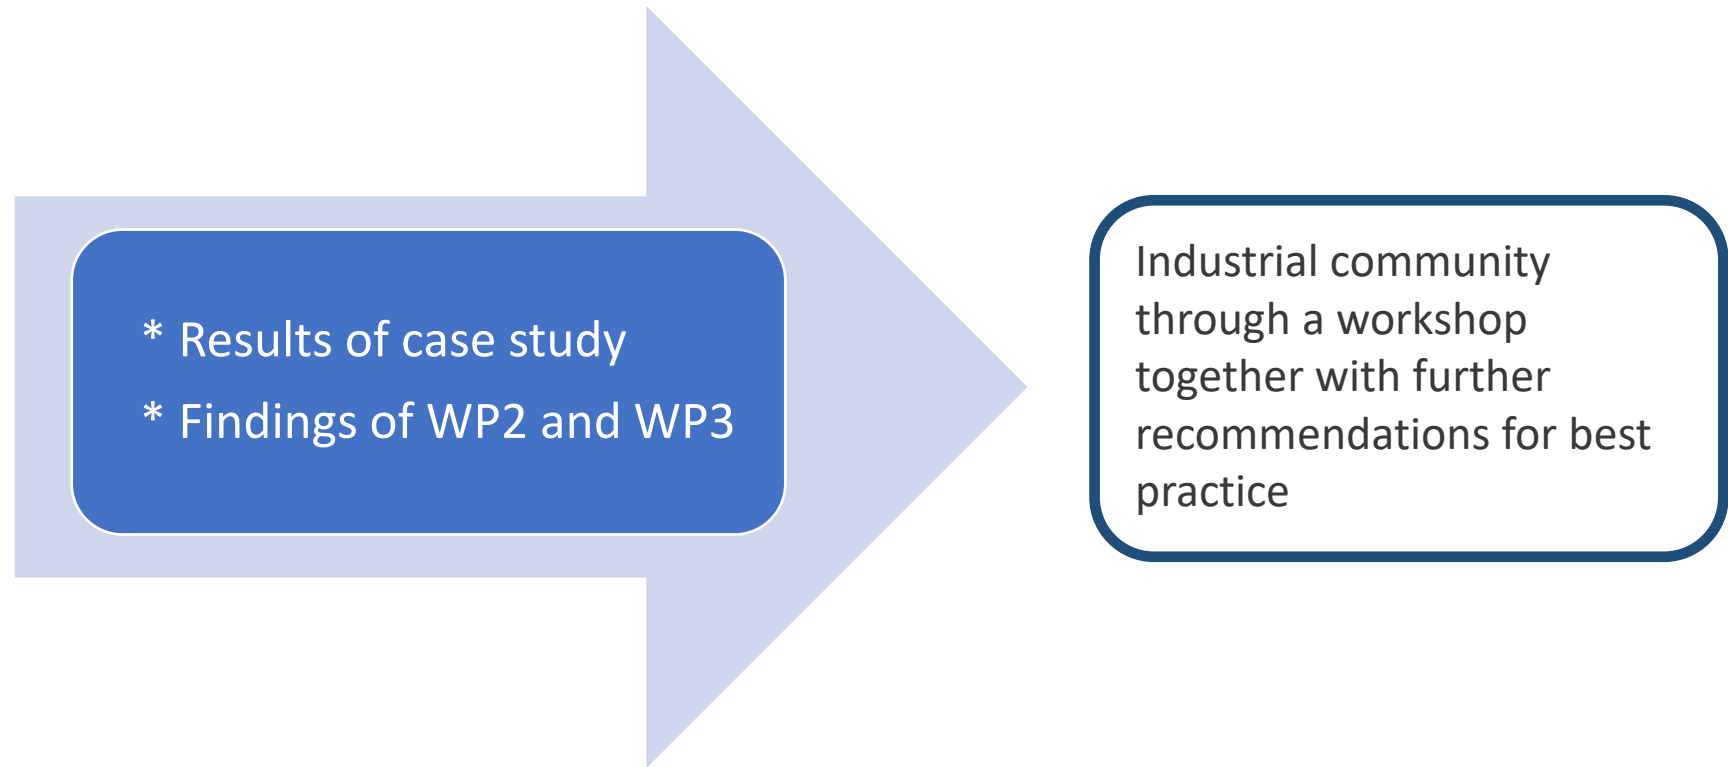 * Results of case study
* Findings of WP2 and WP3
Industrial community
through a workshop
together with further
recommendations for best
practice